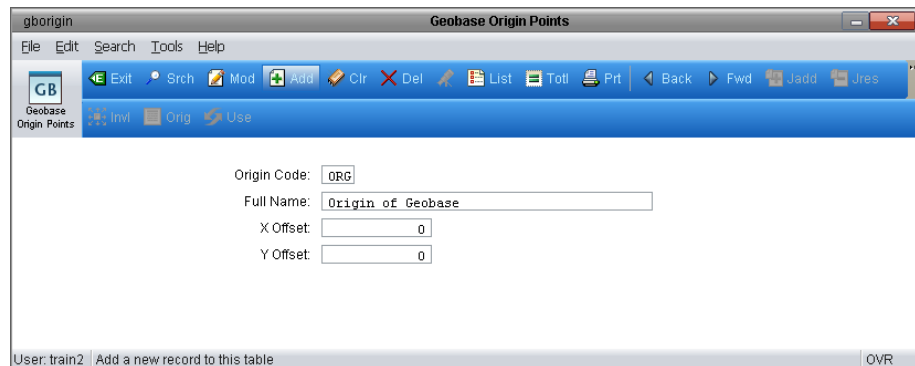 gborigin Geobase Origin Points
File Edit Search Tools Help
GB Exit Srch Mod Add Clr Del List Totl Prt Back Fwd Jadd Jres
Geobase
Origin Points
Invl Orig Use
Origin Code: ORG
Full Name: Origin of Geobase
X Offset: 0
Y Offset: 0
User: train2 Add a new record to this table OVR